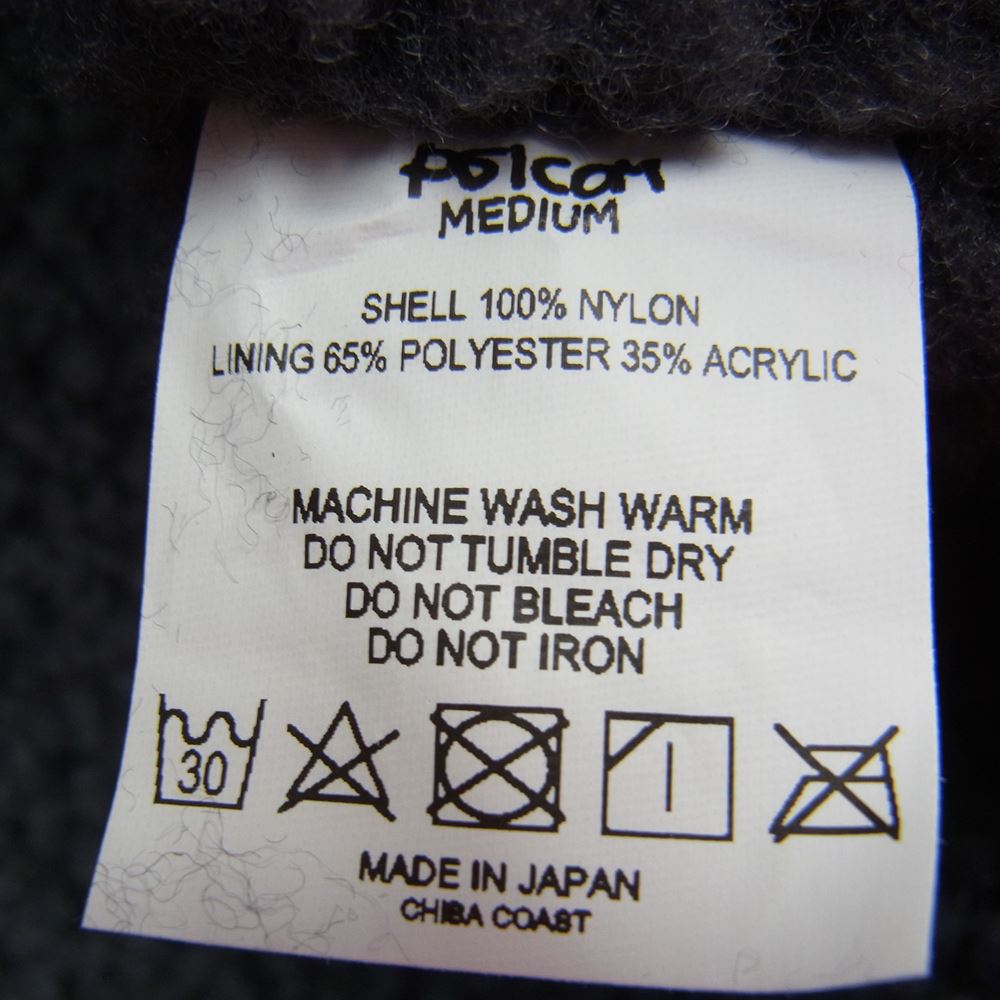 polcom
MEDIUM
SHELL 100% NYLON
LINING 65% POLYESTER 35% ACRYLIC
MACHINE WASH WARM
DO NOT TUMBLE DRY
DO NOT BLEACH
DO NOT IRON
30
MADE IN JAPAN
CHIBA COAST